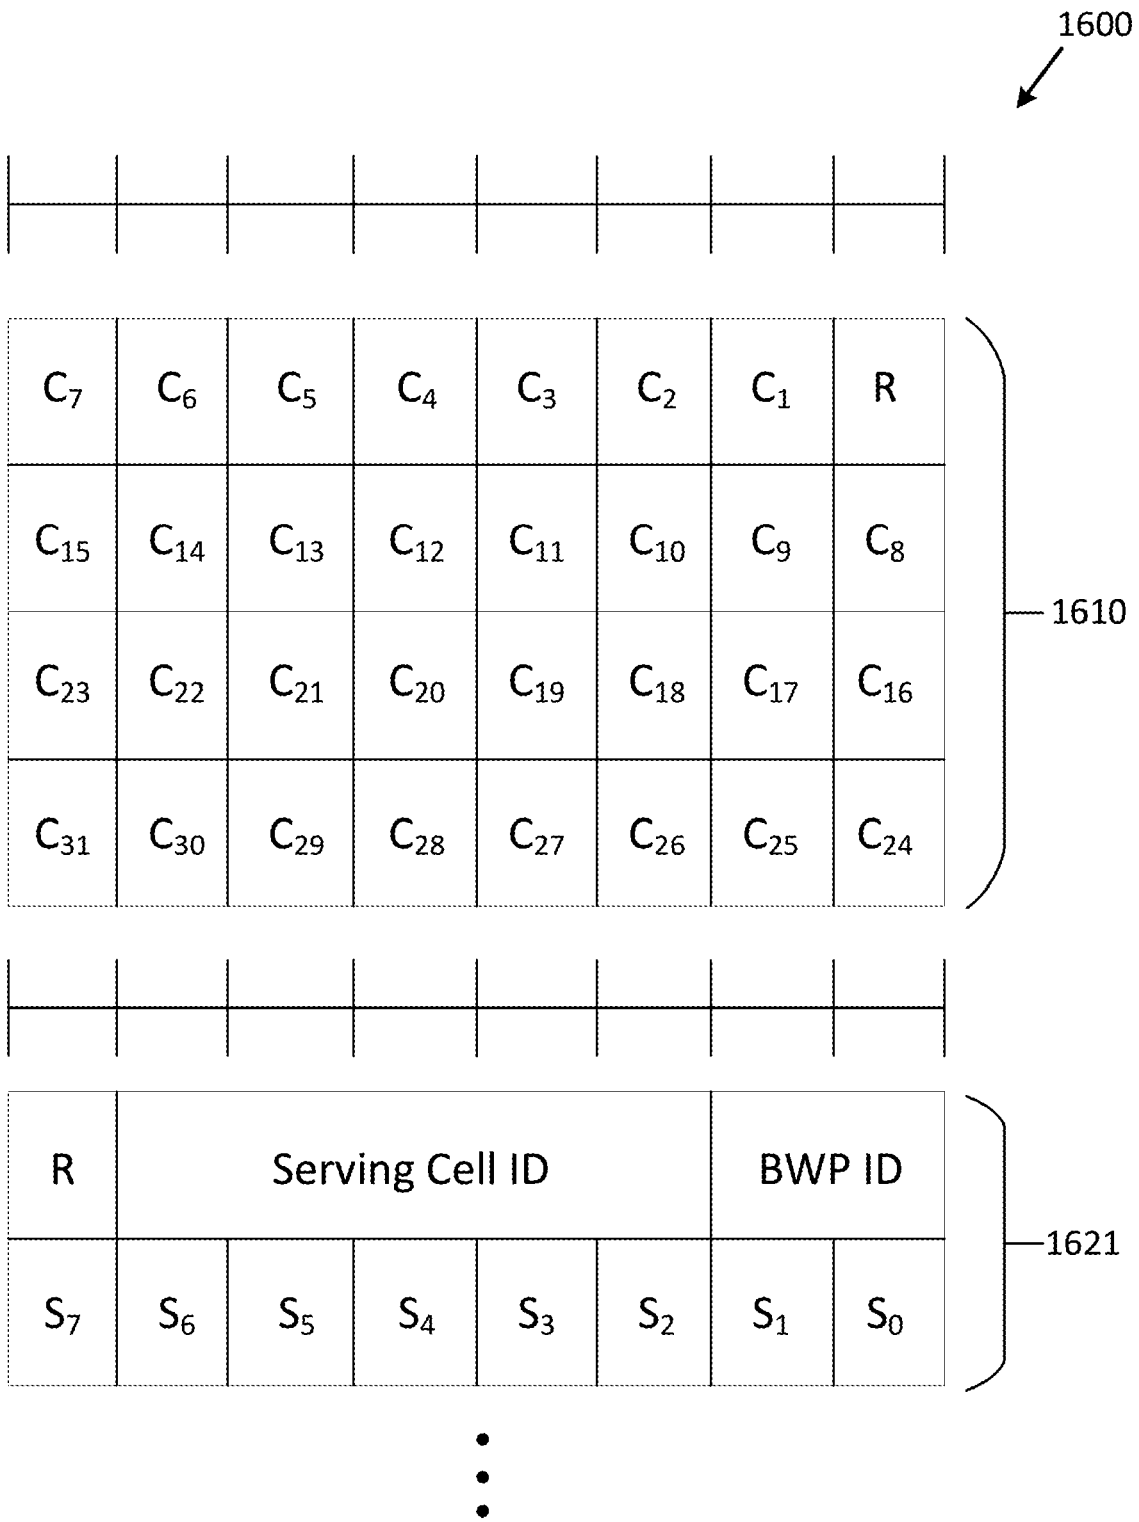 1600
C7 C6 C5 C4 C3 C2 C1 R
C15 C14 C13 C12 C11 C10 C9 C8
1610
C23 C22 C21 C20 C19 C18 C17 C16
C31 C30 C29 C28 C27 C26 C25 C24
R Serving Cell ID BWP ID
1621
S7 S6 S5 S4 S3 S2 S1 S0